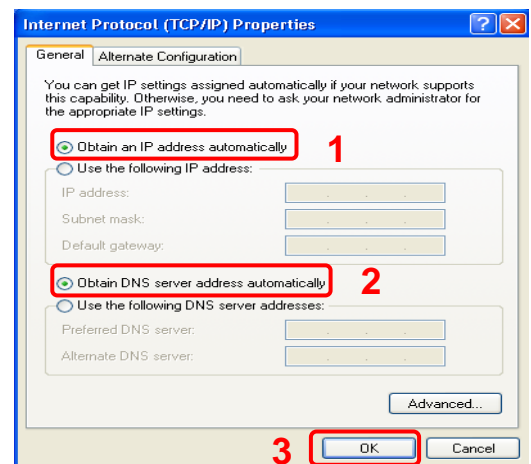 Internet Protocol (TCP/IP) Properties
General
Alternate Configuration
You can get IP settings assigned automatically if your network supports
this capability. Otherwise, you need to ask your network administrator for
the appropriate IP settings.
Obtain an IP address automatically
1
Use the following IP address:
IP address:
Subnet mask:
Default gateway:
Obtain DNS server address automatically
2
Use the following DNS server addresses:
Preferred DNS server:
Alternate DNS server:
Advanced...
3
OK
Cancel